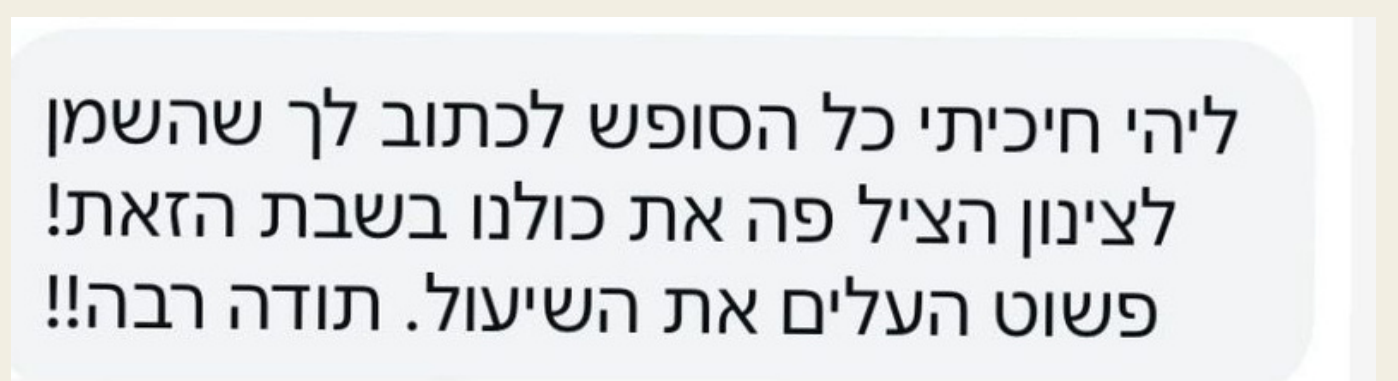 ליהי חיכיתי כל הסופש לכתוב לך שהשמן
לצינון הציל פה את כולנו בשבת הזאת!
פשוט העלים את השיעול. תודה רבה!!